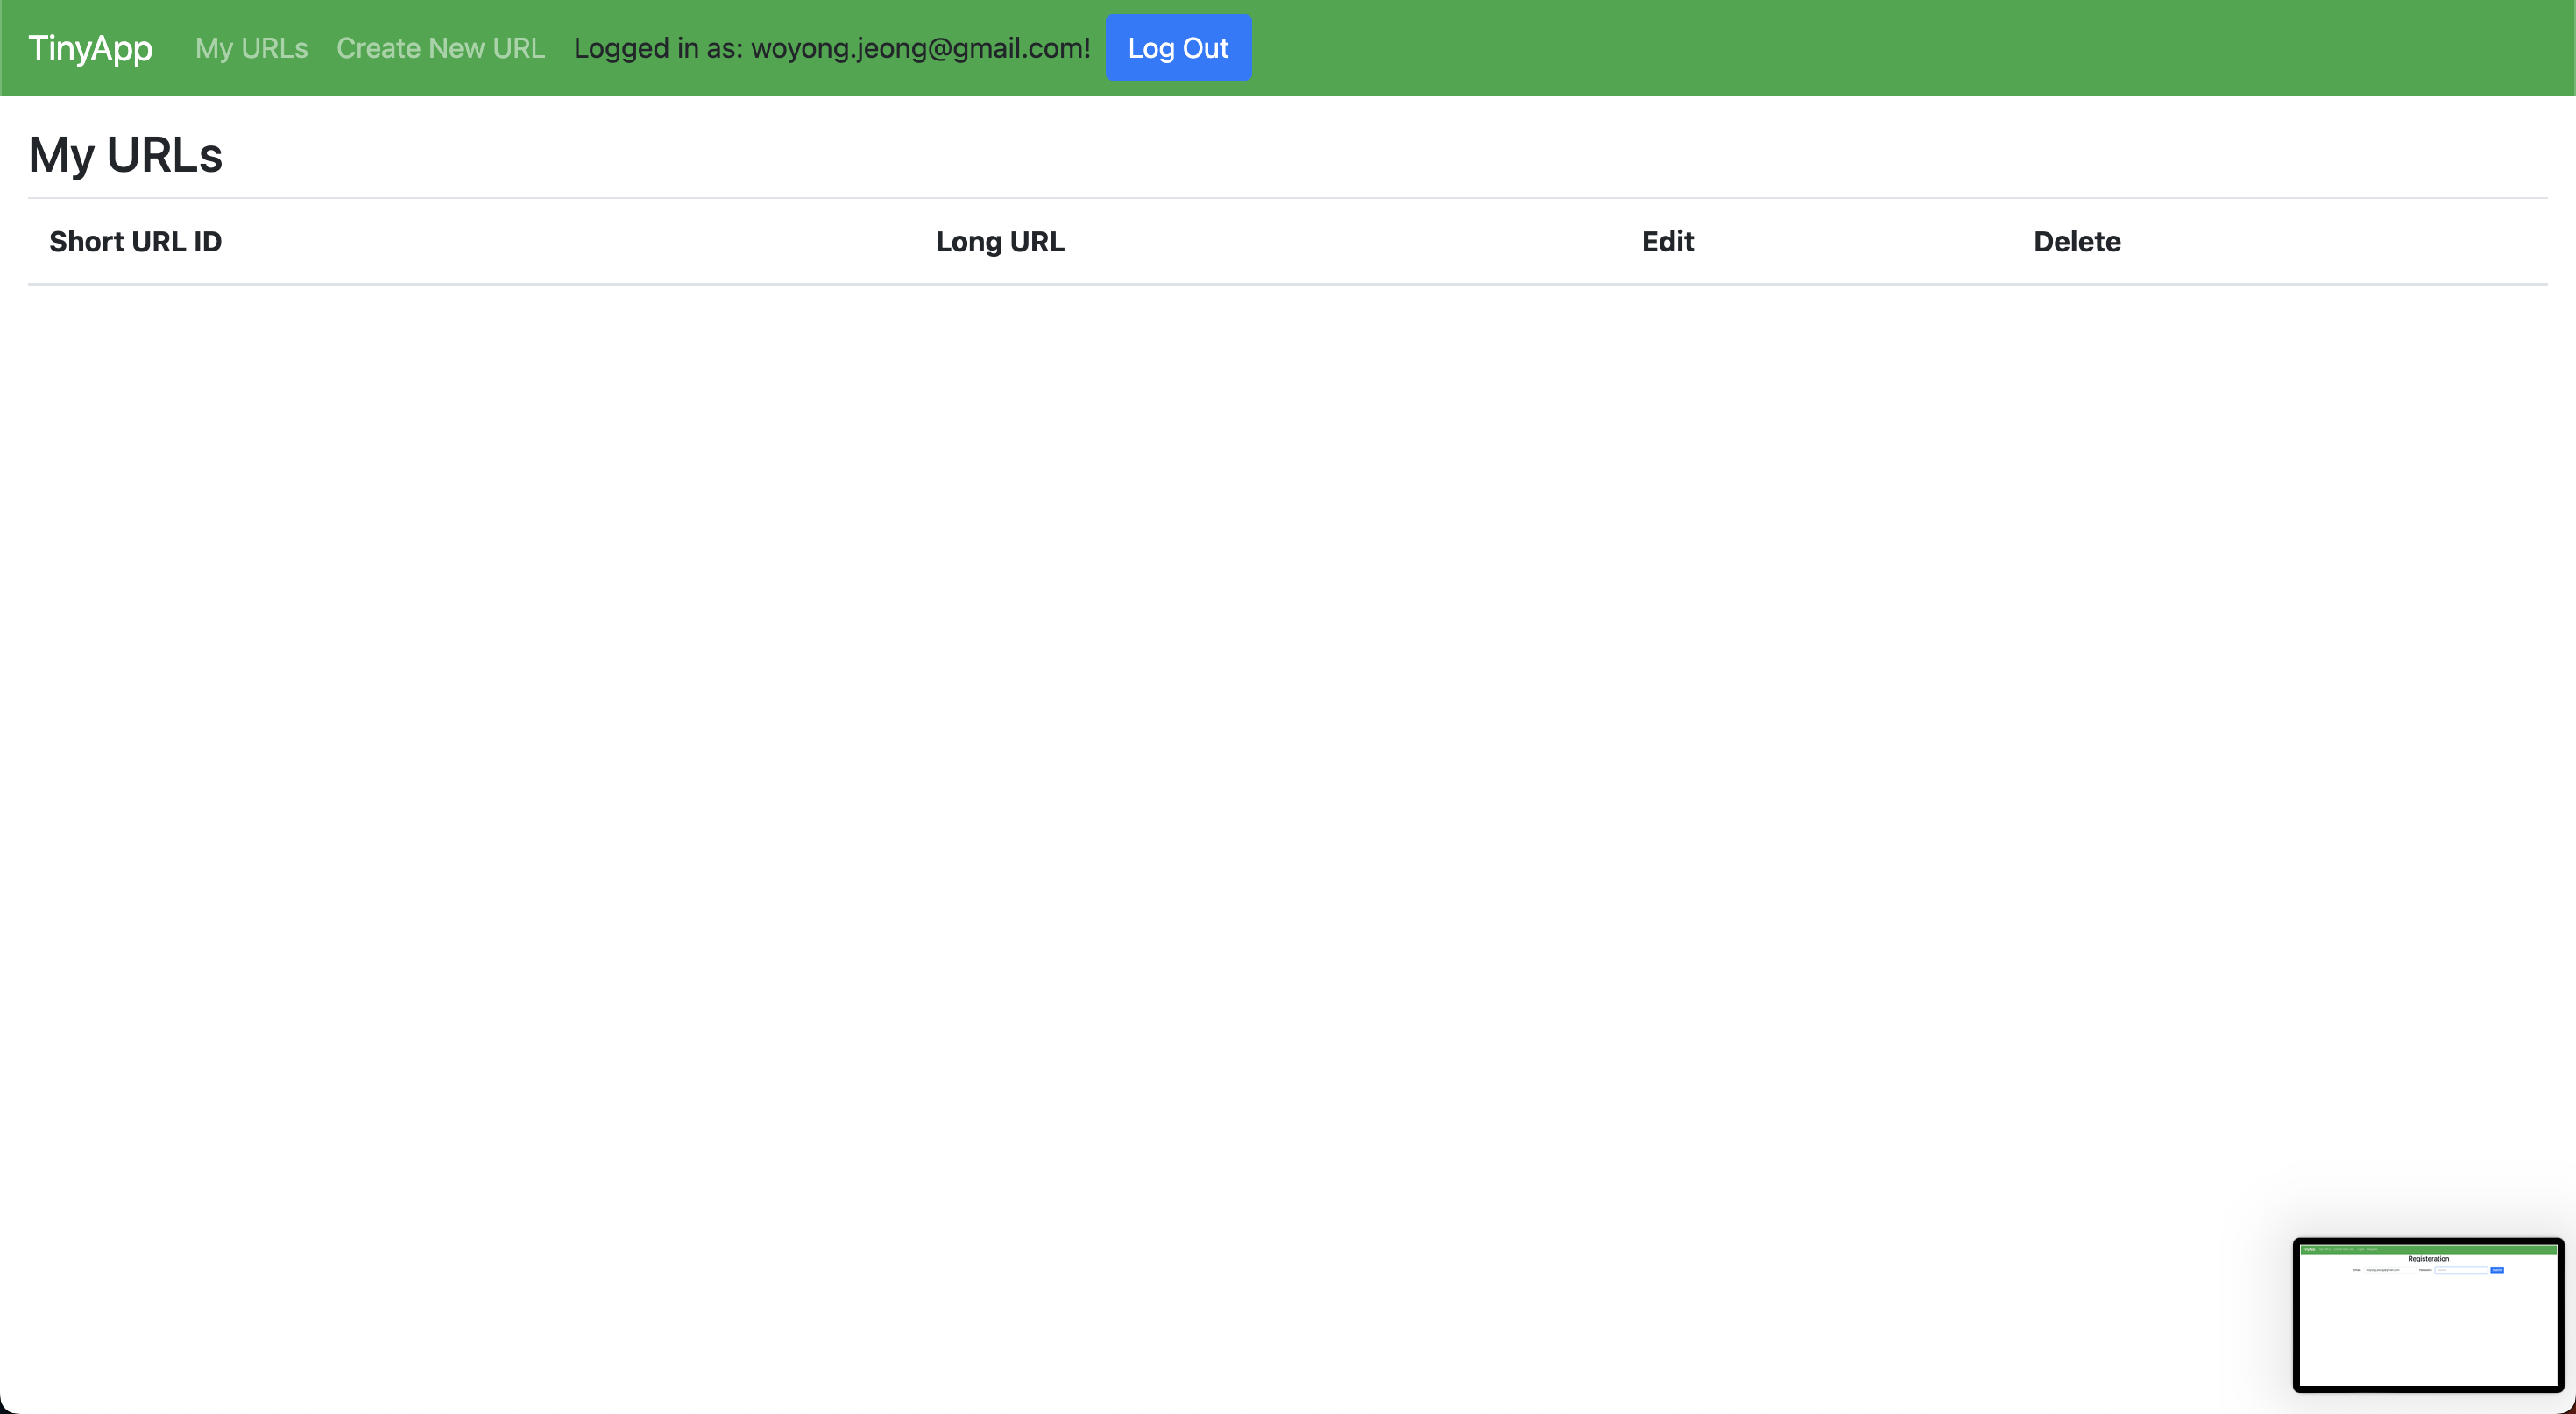 TinyApp My URLs Create New URL Logged in as: woyong.jeong@gmail.com! Log Out
My URLs
Short URL ID Long URL Edit Delete
Registeration